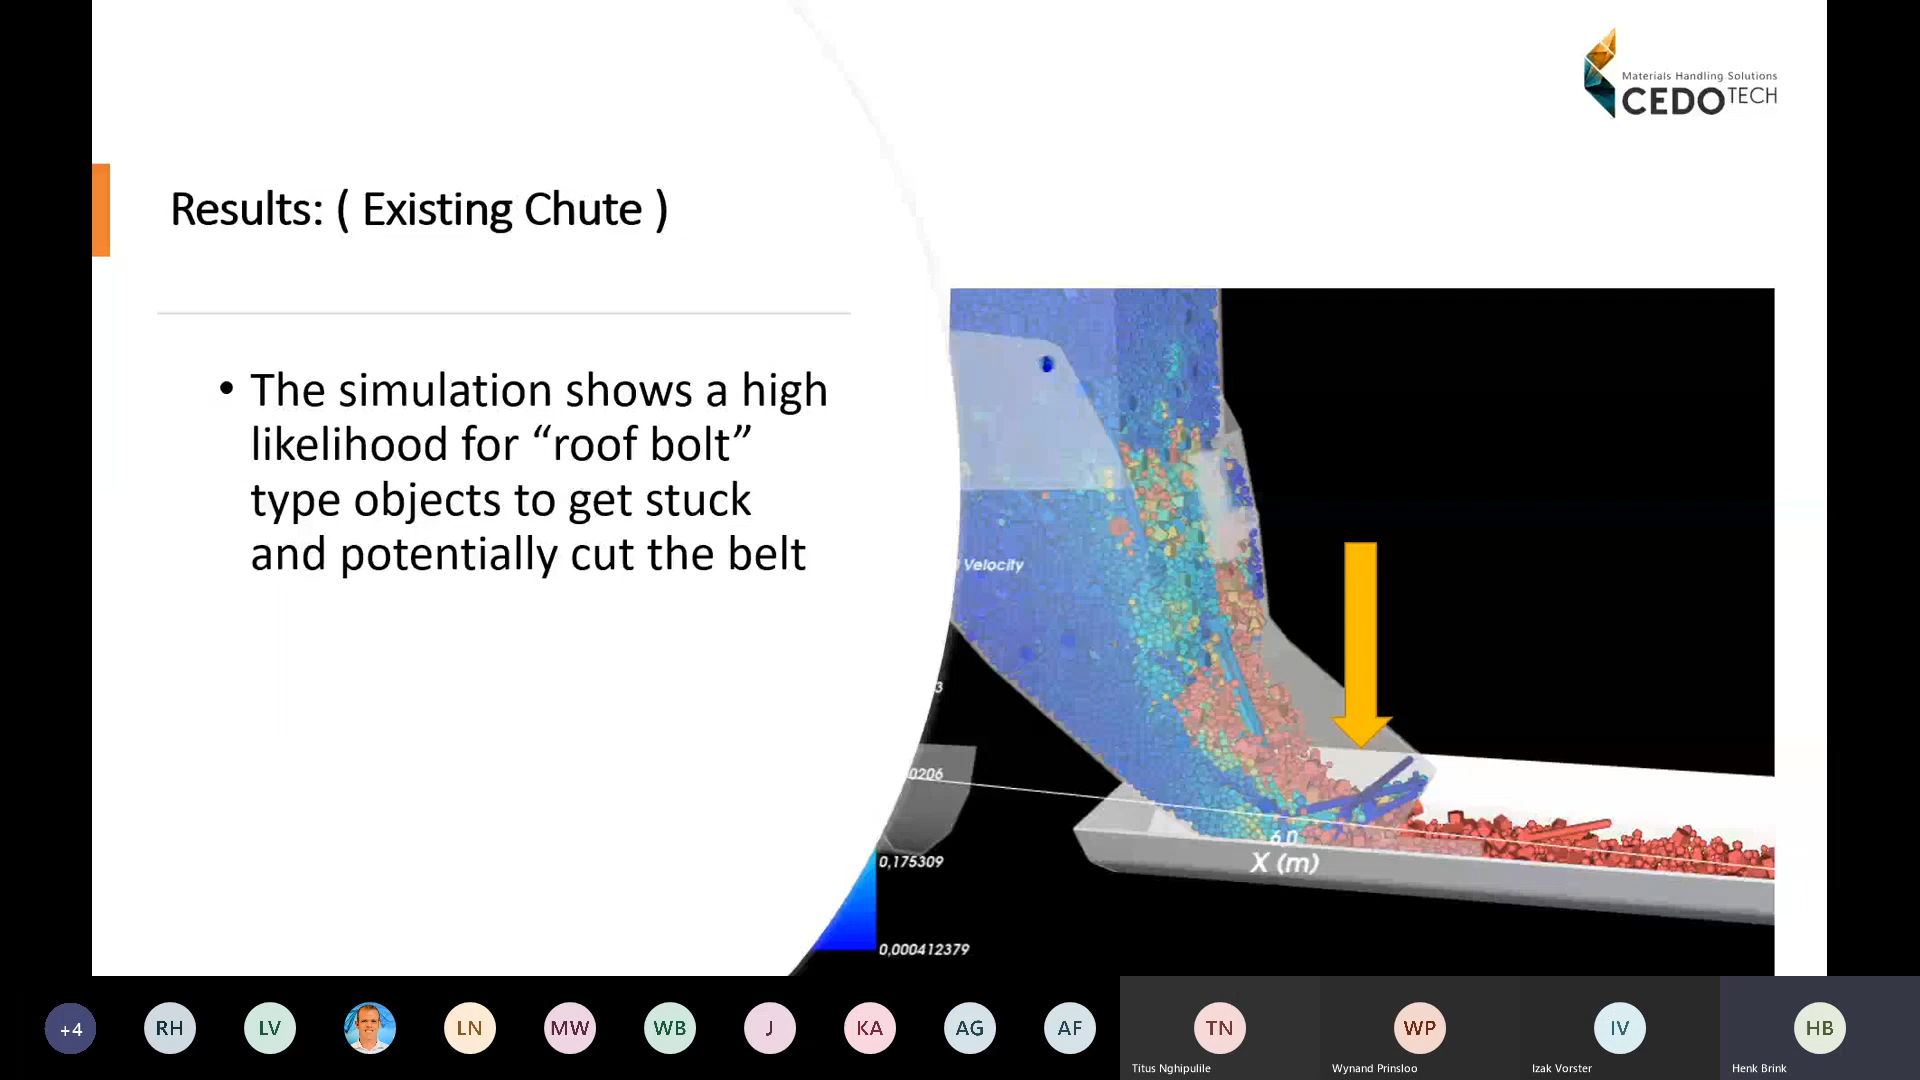 Materials Handling Solutions
CEDOTECH
Results: ( Existing Chute )
• The simulation shows a high
likelihood for “roof bolt”
type objects to get stuck
and potentially cut the belt
Velocity
3
0206
6,0
X (m)
0,175309
0,000412379
+4
RH
LV
LN
MW
WB
J
KA
AG
AF
TN
WP
IV
HB
Titus Nghipulile
Wynand Prinsloo
Izak Vorster
Henk Brink